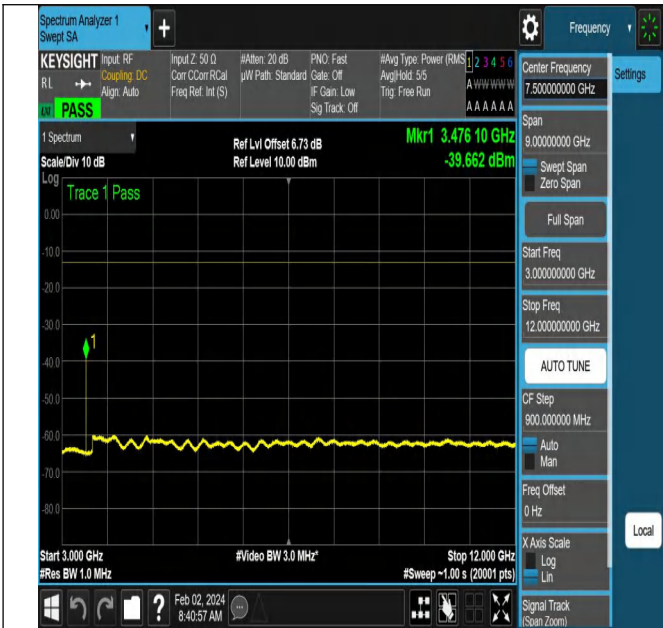 Spectrum Analyzer 1
Swept SA
Frequency
KEYSIGHT
RL
PASS
Input: RF
Coupling: DC
Align: Auto
Input Z: 50 Ω
Corr CCorr RCal
Freq Ref: Int (S)
#Atten: 20 dB
µW Path: Standard
PNO: Fast
Gate: Off
IF Gain: Low
Sig Track: Off
#Avg Type: Power (RMS
Avg|Hold: 5/5
Trig: Free Run
1 2 3 4 5 6
A W W W W W
A A A A A A
1 Spectrum
Scale/Div 10 dB
Ref Lvl Offset 6.73 dB
Ref Level 10.00 dBm
Mkr1 3.476 10 GHz
-39.662 dBm
Log
Trace 1 Pass
0.00
-10.0
-20.0
-30.0
1
-40.0
-50.0
-60.0
-70.0
-80.0
Start 3.000 GHz
#Res BW 1.0 MHz
#Video BW 3.0 MHz*
Stop 12.000 GHz
#Sweep ~1.00 s (20001 pts)
?
Feb 02, 2024
8:40:57 AM
Center Frequency
7.500000000 GHz
Settings
Span
9.00000000 GHz
Swept Span
Zero Span
Full Span
Start Freq
3.000000000 GHz
Stop Freq
12.000000000 GHz
AUTO TUNE
CF Step
900.000000 MHz
Auto
Man
Freq Offset
0 Hz
Local
X Axis Scale
Log
Lin
Signal Track
(Span Zoom)